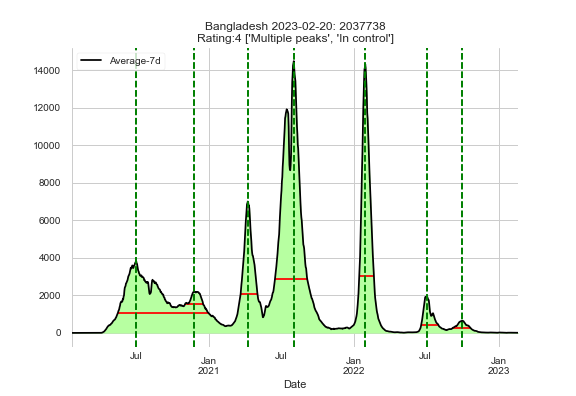 Bangladesh 2023-02-20: 2037738
Rating:4 ['Multiple peaks', 'In control']
Average-7d
14000
12000
10000
8000
6000
4000
2000
0
Jul
Jan
2021
Jul
Jan
2022
Jul
Jan
2023
Date